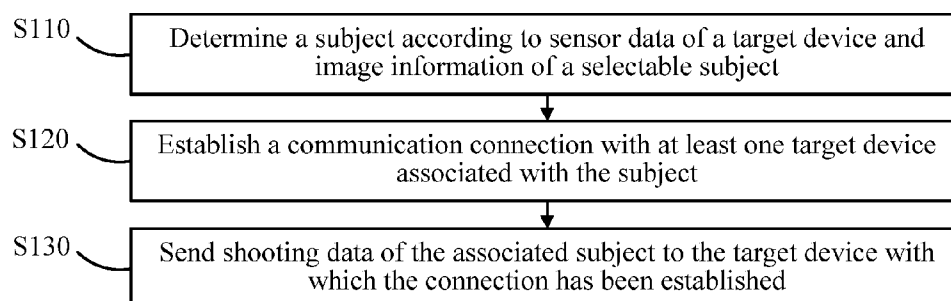 S110
Determine a subject according to sensor data of a target device and
image information of a selectable subject
S120
Establish a communication connection with at least one target device
associated with the subject
S130
Send shooting data of the associated subject to the target device with
which the connection has been established